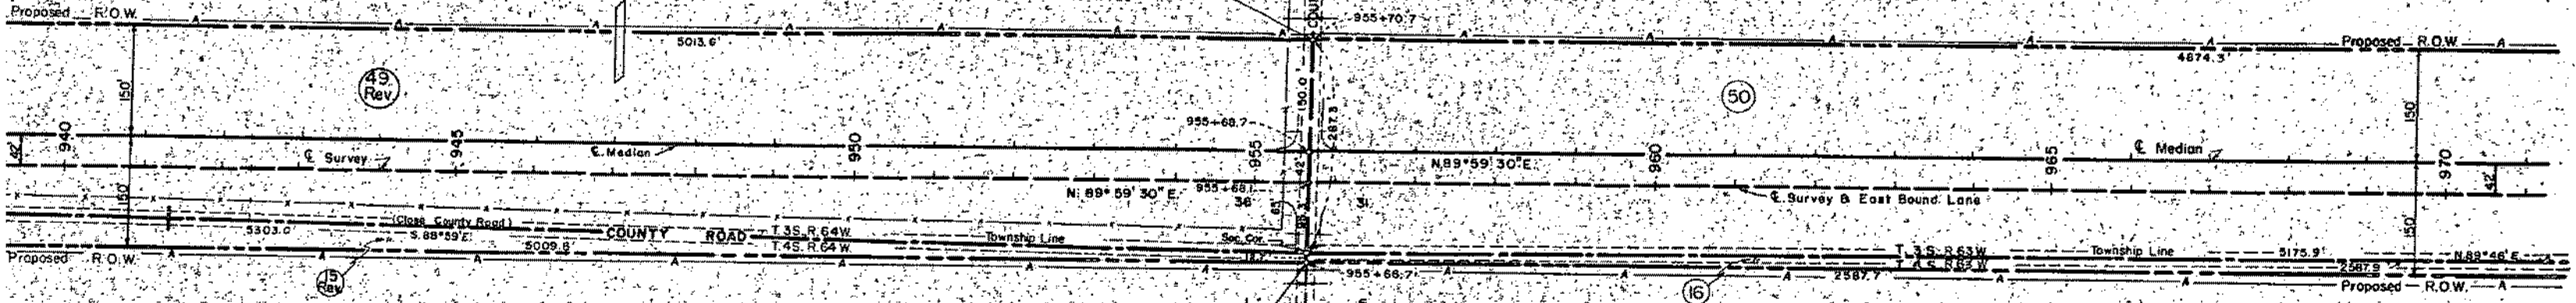 Proposed R.O.W.
5013.6'
955+70.7
Proposed R.O.W.
4874.3'
49
Rev.
50
150'
150.0
287.3
150'
955+68.7
940
945
950
955
960
965
970
42'
℄ Survey
℄ Median
N.89°59'30"E.
℄ Median
42'
N. 89° 59' 30" E.
36
31
℄ Survey & East Bound Lane
150'
65'
150'
(Close County Road)
5303.0'
S.88°59'E.
5009.8'
COUNTY ROAD
T.3S.R.64W.
T.4S.R.64W.
Township Line
Sec. Cor.
T.3S.R.63W.
T.4S.R.63W.
Township Line
5175.9'
N.89°46'E.
Proposed R.O.W.
15
Rev.
955+66.7
16
2587.7'
2587.9'
Proposed R.O.W.